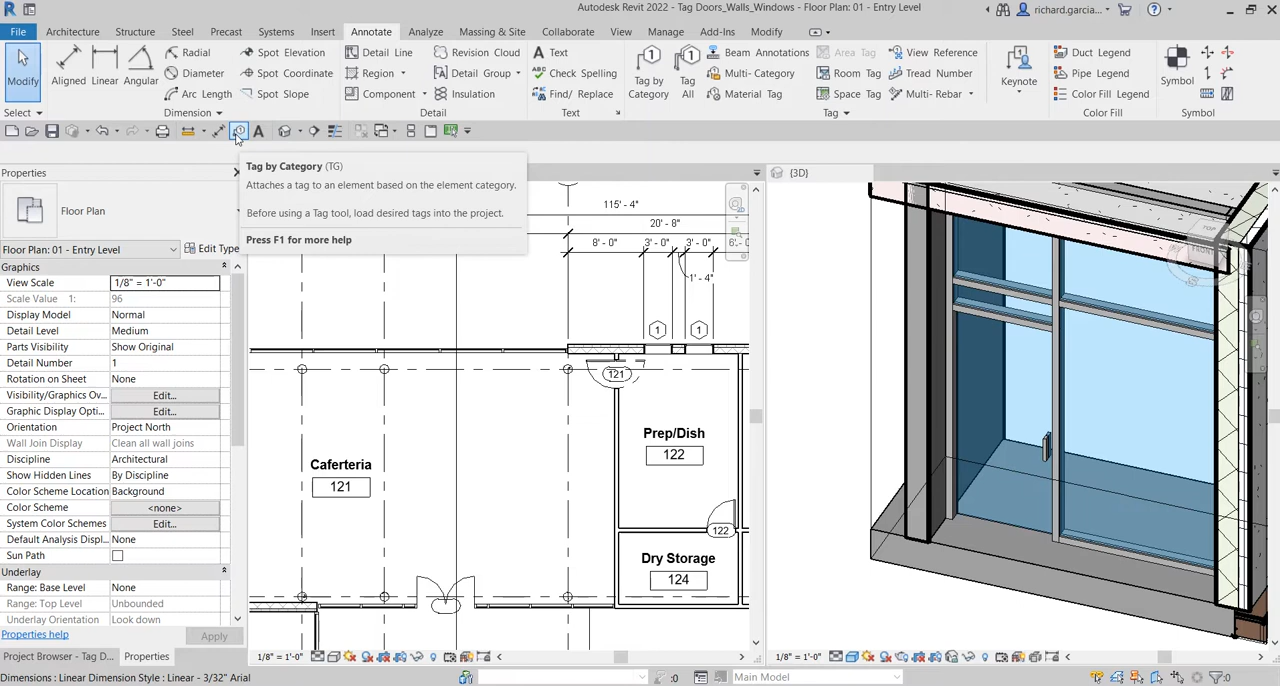 Autodesk Revit 2022 - Tag Doors_Walls_Windows - Floor Plan: 01 - Entry Level
richard.garcia...
File Architecture Structure Steel Precast Systems Insert Annotate Analyze Massing & Site Collaborate View Manage Add-Ins Modify
Modify
Aligned Linear Angular
Radial
Diameter
Arc Length
Spot Elevation
Spot Coordinate
Spot Slope
Detail Line
Region
Component
Revision Cloud
Detail Group
Insulation
Text
Check Spelling
Find/ Replace
Tag by Category
Tag All
Beam Annotations
Multi- Category
Material Tag
Area Tag
Room Tag
Space Tag
View Reference
Tread Number
Multi- Rebar
Keynote
Duct Legend
Pipe Legend
Color Fill Legend
Symbol
Select Dimension Detail Text Tag Color Fill Symbol
Tag by Category (TG)
Attaches a tag to an element based on the element category.
Before using a Tag tool, load desired tags into the project.
Press F1 for more help
Properties
Floor Plan
Floor Plan: 01 - Entry Level
Edit Type
Graphics
View Scale 1/8" = 1'-0"
Scale Value 1: 96
Display Model Normal
Detail Level Medium
Parts Visibility Show Original
Detail Number 1
Rotation on Sheet None
Visibility/Graphics Ov... Edit...
Graphic Display Opti... Edit...
Orientation Project North
Wall Join Display Clean all wall joins
Discipline Architectural
Show Hidden Lines By Discipline
Color Scheme Location Background
Color Scheme <none>
System Color Schemes Edit...
Default Analysis Displ... None
Sun Path
Underlay
Range: Base Level None
Range: Top Level Unbounded
Underlay Orientation Look down
Properties help
Apply
Project Browser - Tag D... Properties
115' - 4"
20' - 8"
8' - 0" 3' - 0" 3' - 0" 6' - 0
1' - 4"
1 1
121
Prep/Dish
122
Caferteria
121
122
Dry Storage
124
{3D}
TOP
FRONT
1/8" = 1'-0"
1/8" = 1'-0"
Dimensions : Linear Dimension Style : Linear - 3/32" Arial
:0
Main Model
:0